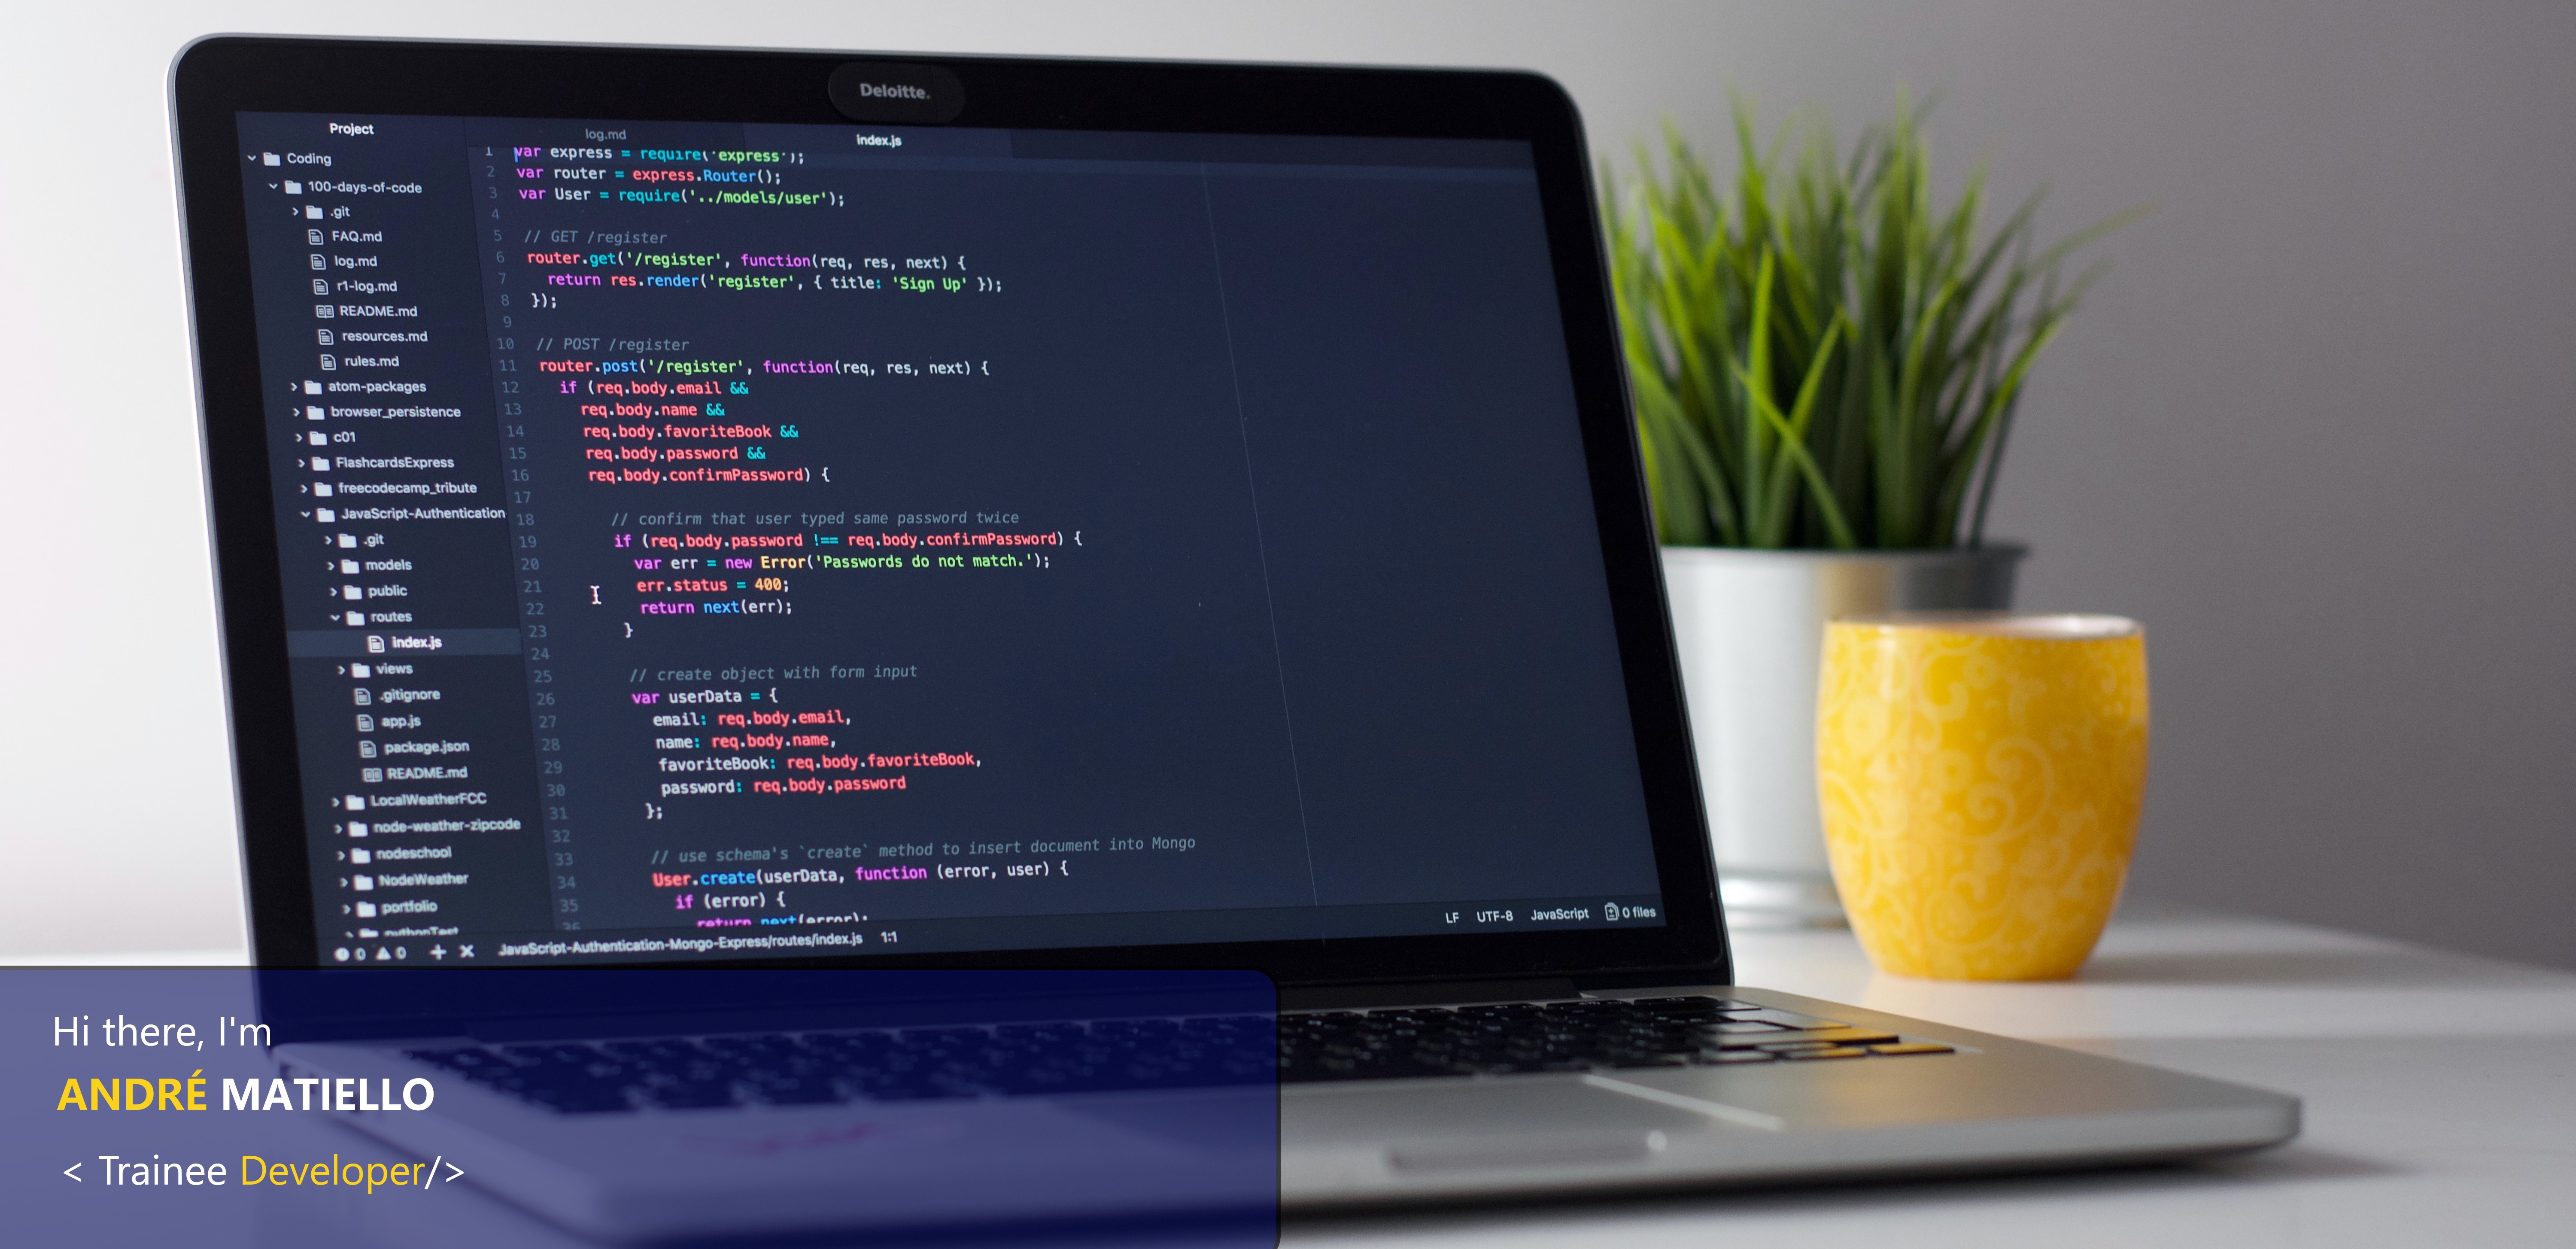 Deloitte.
Project
log.md
index.js
Coding
100-days-of-code
.git
FAQ.md
log.md
r1-log.md
README.md
resources.md
rules.md
atom-packages
browser_persistence
c01
FlashcardsExpress
freecodecamp_tribute
JavaScript-Authentication
.git
models
public
routes
index.js
views
.gitignore
app.js
package.json
README.md
LocalWeatherFCC
node-weather-zipcode
nodeschool
NodeWeather
portfolio
pythonTest
1 var express = require('express');
2 var router = express.Router();
3 var User = require('../models/user');
4
5 // GET /register
6 router.get('/register', function(req, res, next) {
7 return res.render('register', { title: 'Sign Up' });
8 });
9
10 // POST /register
11 router.post('/register', function(req, res, next) {
12 if (req.body.email &&
13 req.body.name &&
14 req.body.favoriteBook &&
15 req.body.password &&
16 req.body.confirmPassword) {
17
18 // confirm that user typed same password twice
19 if (req.body.password !== req.body.confirmPassword) {
20 var err = new Error('Passwords do not match.');
21 err.status = 400;
22 return next(err);
23 }
24
25 // create object with form input
26 var userData = {
27 email: req.body.email,
28 name: req.body.name,
29 favoriteBook: req.body.favoriteBook,
30 password: req.body.password
31 };
32
33 // use schema's `create` method to insert document into Mongo
34 User.create(userData, function (error, user) {
35 if (error) {
36 return next(error);
0 0 JavaScript-Authentication-Mongo-Express/routes/index.js 1:1 LF UTF-8 JavaScript 0 files
Hi there, I'm
ANDRÉ MATIELLO
< Trainee Developer/>